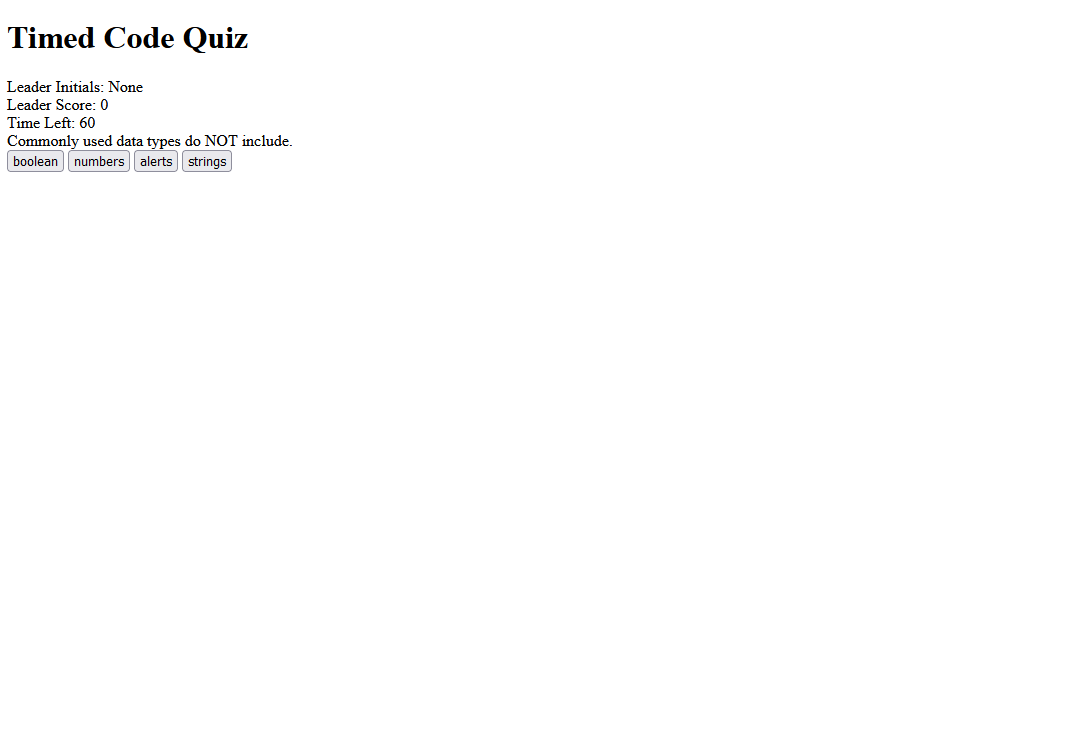 Timed Code Quiz
Leader Initials: None
Leader Score: 0
Time Left: 60
Commonly used data types do NOT include.
boolean numbers alerts strings